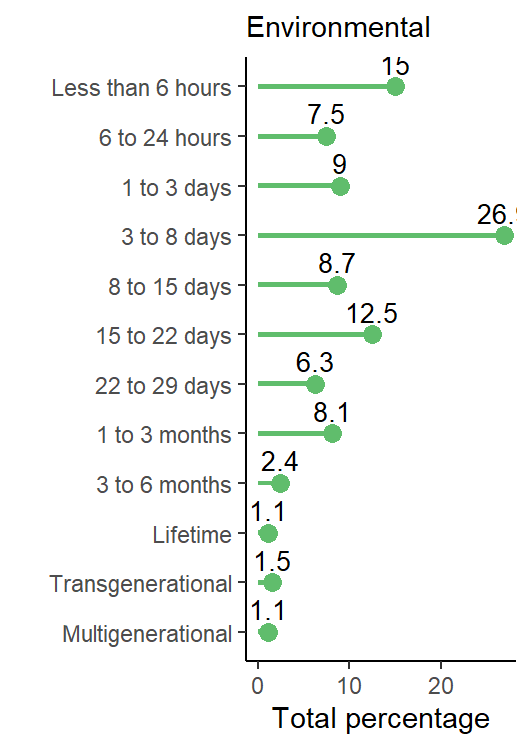 Environmental
Less than 6 hours 15
6 to 24 hours 7.5
1 to 3 days 9
3 to 8 days 26.9
8 to 15 days 8.7
15 to 22 days 12.5
22 to 29 days 6.3
1 to 3 months 8.1
3 to 6 months 2.4
Lifetime 1.1
Transgenerational 1.5
Multigenerational 1.1
0 10 20
Total percentage